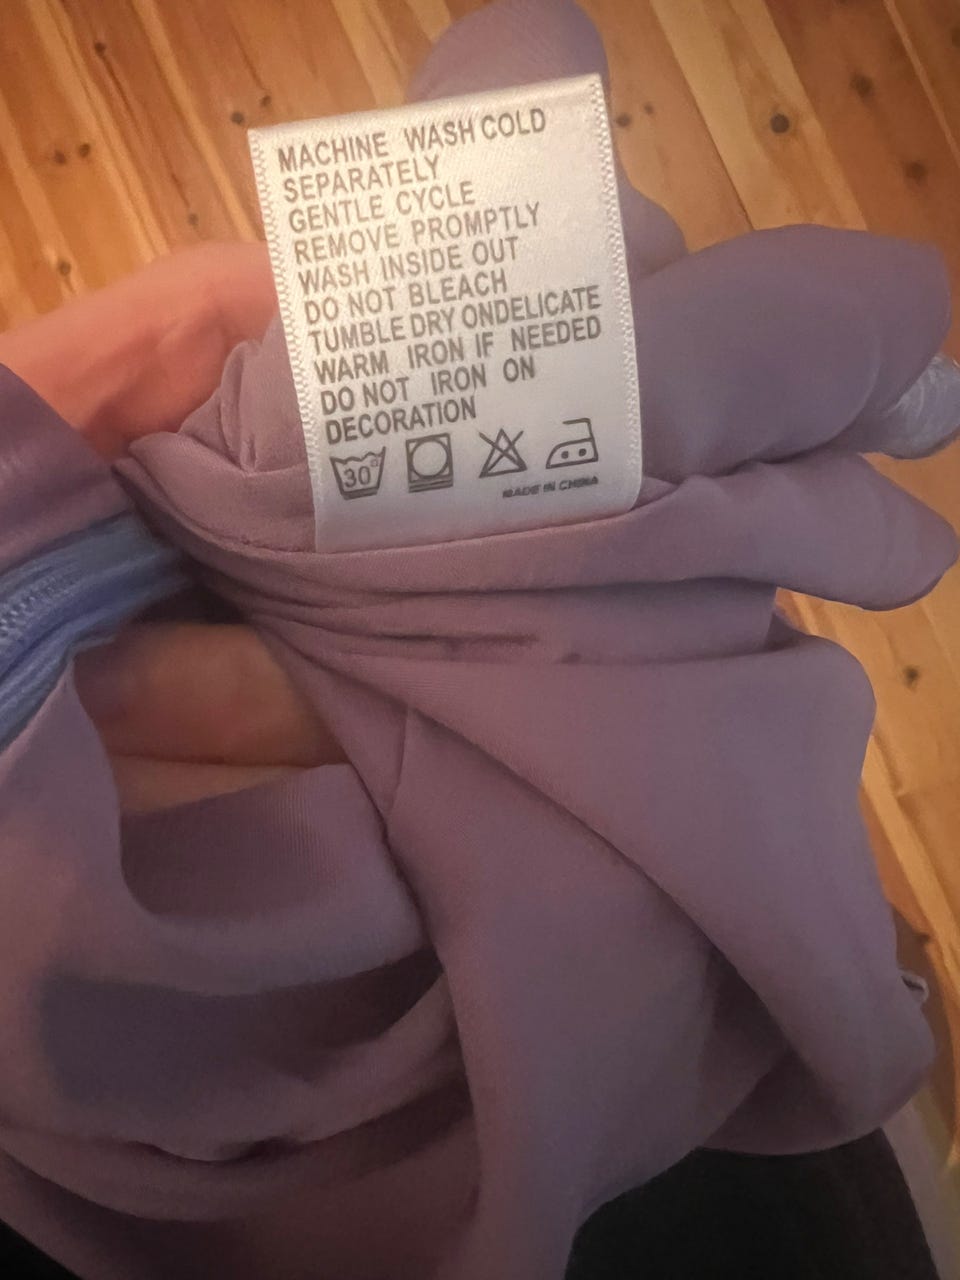 MACHINE WASH COLD
SEPARATELY
GENTLE CYCLE
REMOVE PROMPTLY
WASH INSIDE OUT
DO NOT BLEACH
TUMBLE DRY ONDELICATE
WARM IRON IF NEEDED
DO NOT IRON ON
DECORATION
30°
MADE IN CHINA